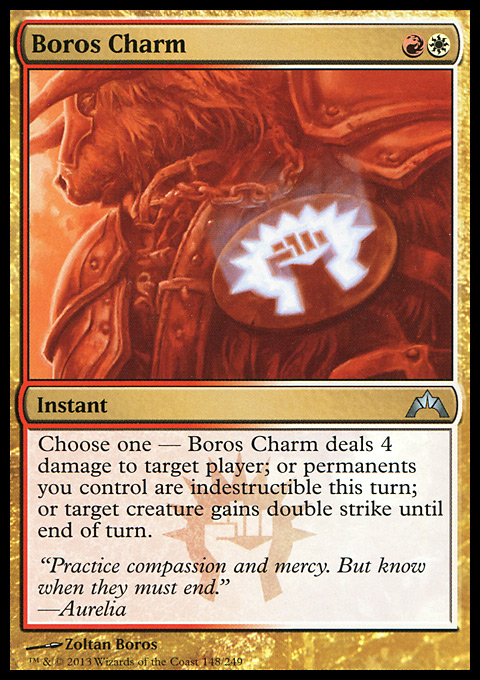 Boros Charm
Instant
Choose one — Boros Charm deals 4
damage to target player; or permanents
you control are indestructible this turn;
or target creature gains double strike until
end of turn.
“Practice compassion and mercy. But know
when they must end.”
—Aurelia
Zoltan Boros
™ & © 2013 Wizards of the Coast 148/249